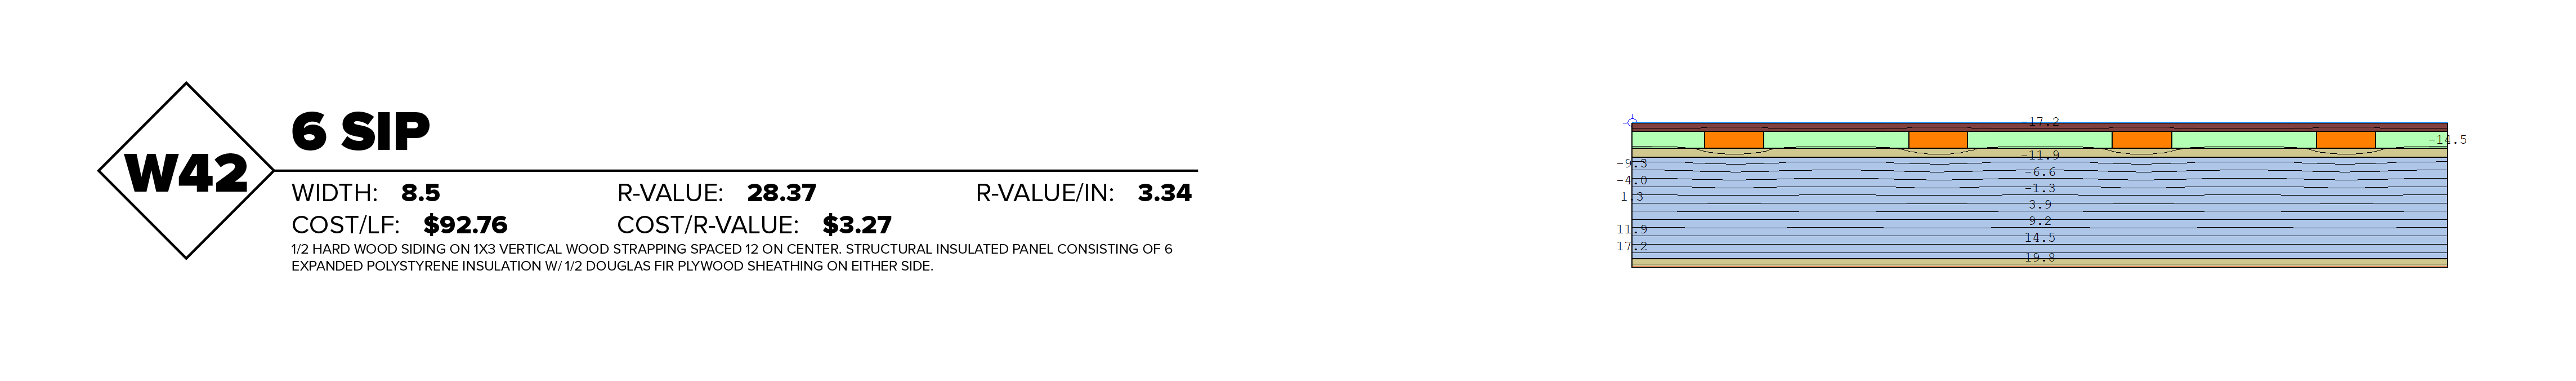 W42
6 SIP
WIDTH: 8.5 R-VALUE: 28.37 R-VALUE/IN: 3.34
COST/LF: $92.76 COST/R-VALUE: $3.27
1/2 HARD WOOD SIDING ON 1X3 VERTICAL WOOD STRAPPING SPACED 12 ON CENTER. STRUCTURAL INSULATED PANEL CONSISTING OF 6
EXPANDED POLYSTYRENE INSULATION W/ 1/2 DOUGLAS FIR PLYWOOD SHEATHING ON EITHER SIDE.
-17.2
-14.5
-11.9
-9.3
-6.6
-4.0
-1.3
1.3
3.9
9.2
11.9
14.5
17.2
19.8